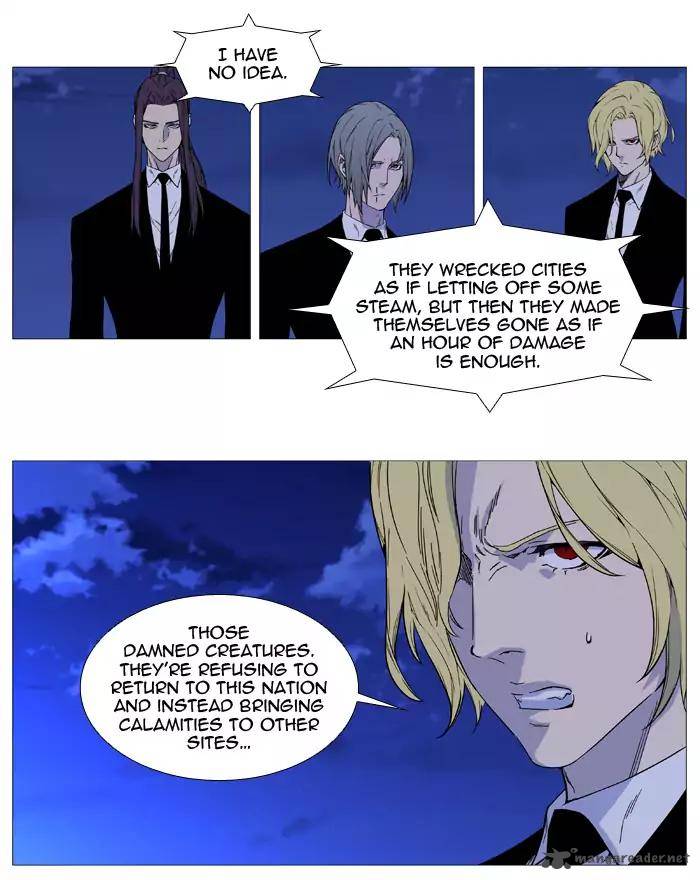 I HAVE
NO IDEA.
THEY WRECKED CITIES
AS IF LETTING OFF SOME
STEAM, BUT THEN THEY MADE
THEMSELVES GONE AS IF
AN HOUR OF DAMAGE
IS ENOUGH.
THOSE
DAMNED CREATURES.
THEY'RE REFUSING TO
RETURN TO THIS NATION
AND INSTEAD BRINGING
CALAMITIES TO OTHER
SITES...
mangareader.net